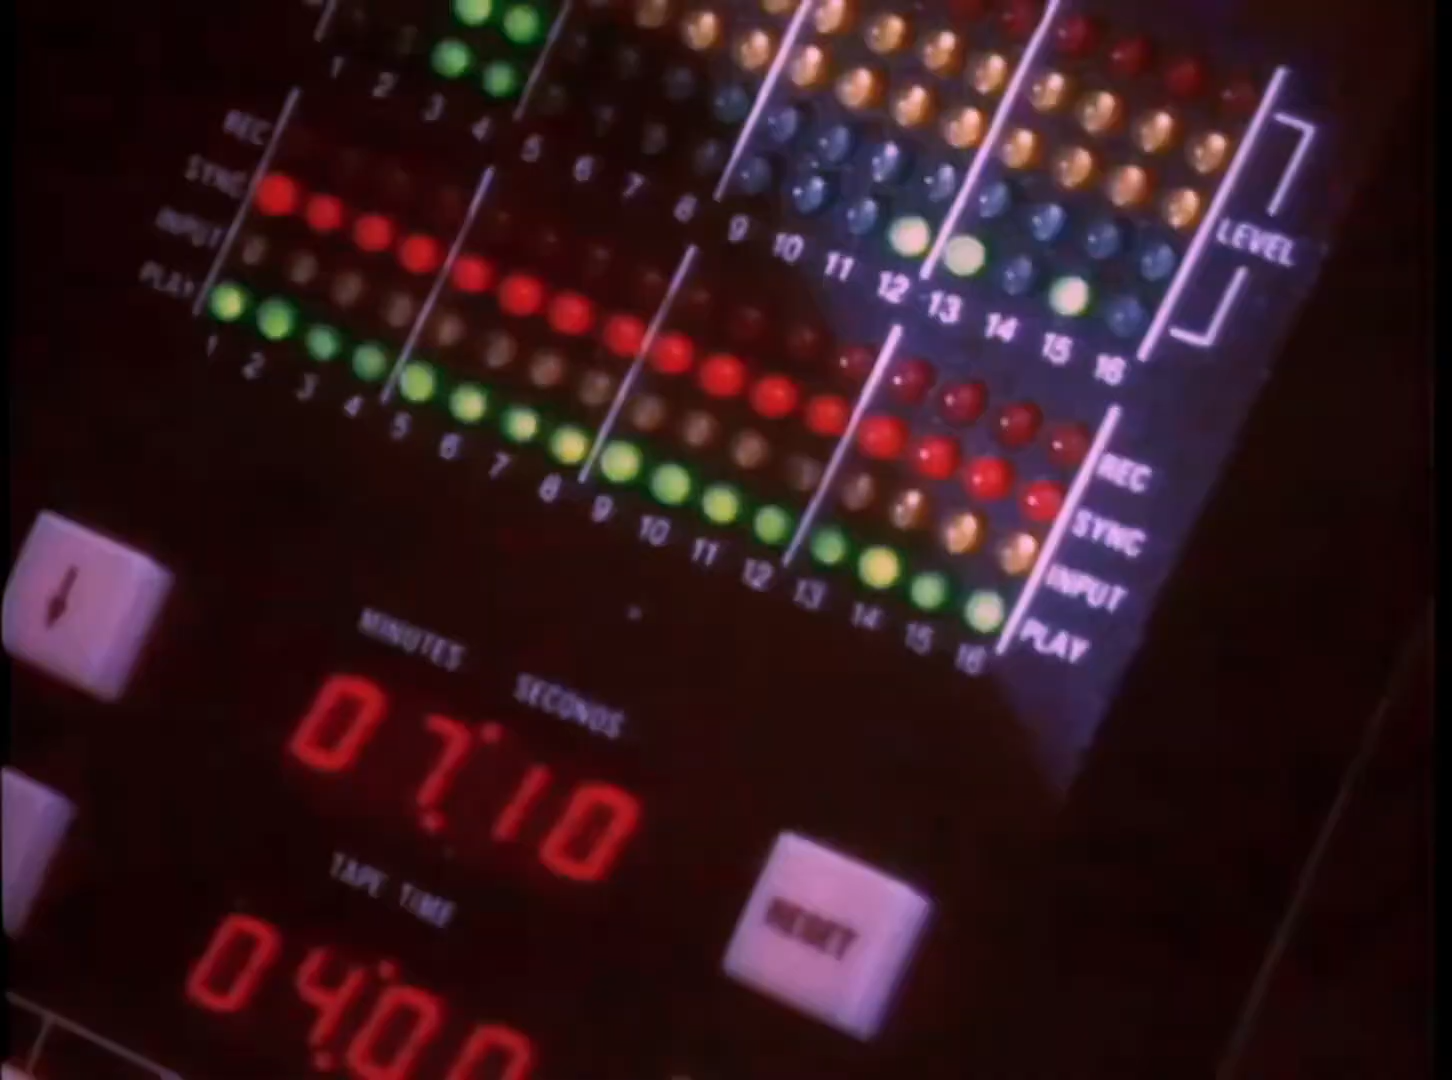 1 2 3 4 5 6 7 8 9 10 11 12 13 14 15 16
LEVEL
REC
SYNC
INPUT
PLAY
REC
SYNC
INPUT
PLAY
1 2 3 4 5 6 7 8 9 10 11 12 13 14 15 16
MINUTES SECONDS
07:10
TAPE TIME
RESET
04:00